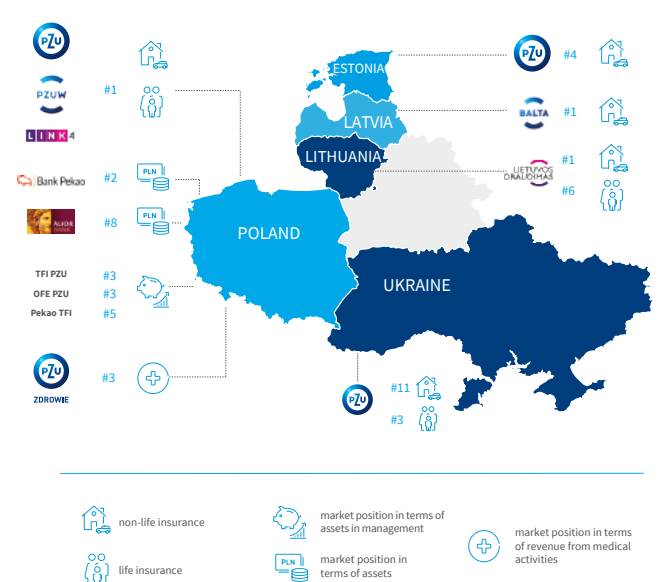 PZU
PZUW
#1
LINK4
Bank Pekao
#2
PLN
ALIOR
BANK
#8
PLN
TFI PZU
#3
OFE PZU
#3
Pekao TFI
#5
PZU
ZDROWIE
#3
ESTONIA
LATVIA
LITHUANIA
POLAND
UKRAINE
PZU
#4
BALTA
#1
LIETUVOS
DRAUDIMAS
#1
#6
PZU
#11
#3
non-life insurance
life insurance
market position in terms of
assets in management
PLN
market position in
terms of assets
market position in terms
of revenue from medical
activities